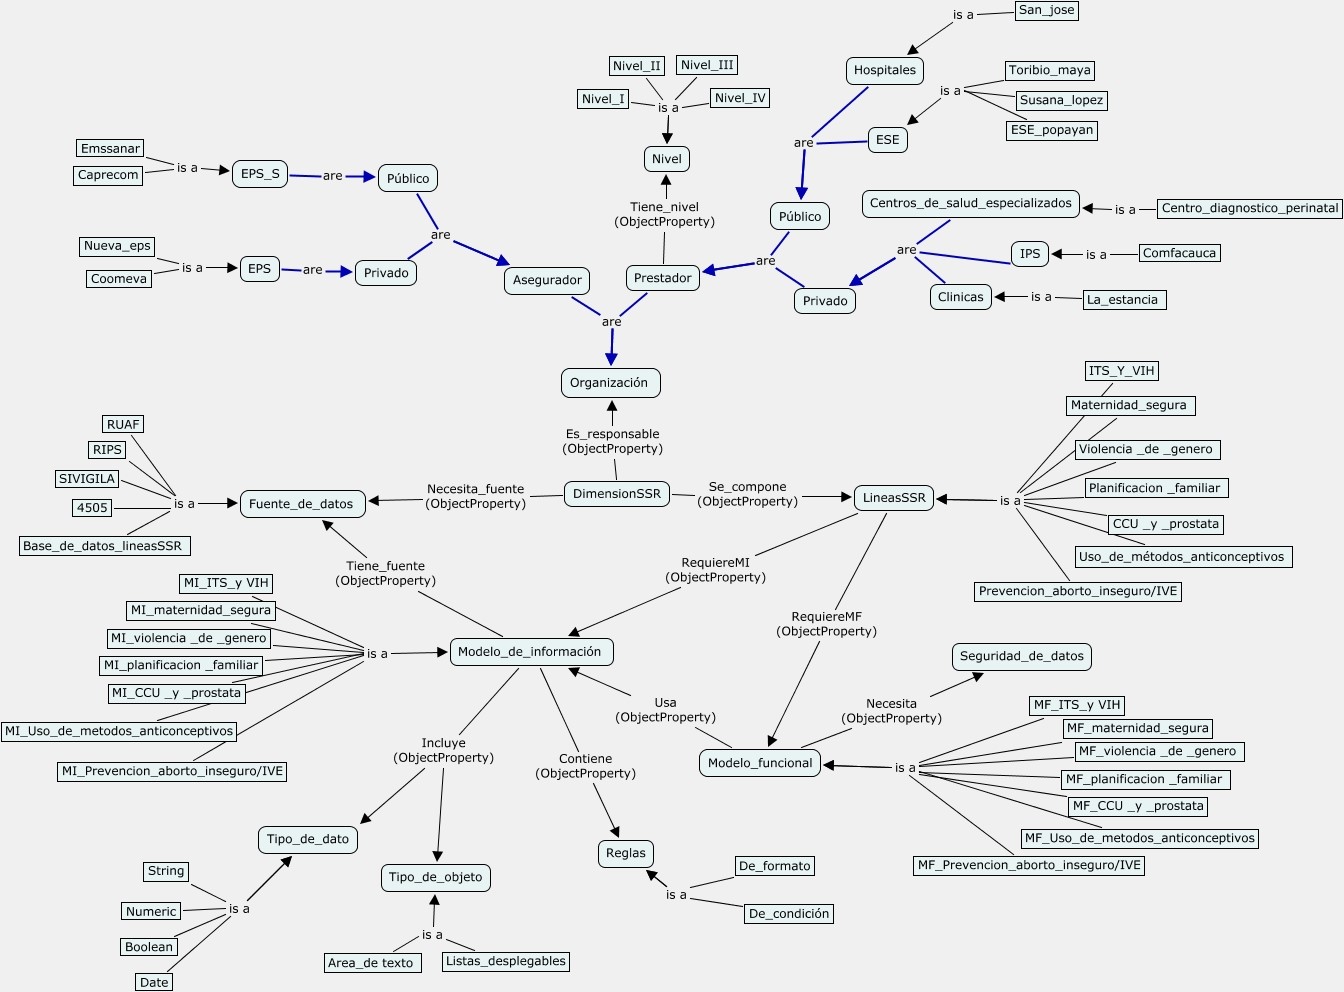 is a
San_jose
Nivel_II
Nivel_III
Hospitales
Toribio_maya
Nivel_I
is a
Nivel_IV
is a
Susana_lopez
ESE_popayan
Emssanar
is a
Caprecom
EPS_S
are
Público
Nivel
are
ESE
Tiene_nivel
(ObjectProperty)
Público
Centros_de_salud_especializados
is a
Centro_diagnostico_perinatal
Nueva_eps
is a
Coomeva
EPS
are
Privado
are
Asegurador
Prestador
are
Privado
are
IPS
is a
Comfacauca
Clinicas
is a
La_estancia
are
Organización
ITS_Y_VIH
Maternidad_segura
RUAF
RIPS
SIVIGILA
4505
Base_de_datos_lineasSSR
is a
Fuente_de_datos
Es_responsable
(ObjectProperty)
Necesita_fuente
(ObjectProperty)
DimensionSSR
Se_compone
(ObjectProperty)
LineasSSR
is a
Violencia _de _genero
Planificacion _familiar
CCU _y _prostata
Uso_de_métodos_anticonceptivos
Prevencion_aborto_inseguro/IVE
Tiene_fuente
(ObjectProperty)
RequiereMI
(ObjectProperty)
RequiereMF
(ObjectProperty)
MI_ITS_y VIH
MI_maternidad_segura
MI_violencia _de _genero
MI_planificacion _familiar
MI_CCU _y _prostata
MI_Uso_de_metodos_anticonceptivos
MI_Prevencion_aborto_inseguro/IVE
is a
Modelo_de_información
Seguridad_de_datos
Usa
(ObjectProperty)
Necesita
(ObjectProperty)
Incluye
(ObjectProperty)
Contiene
(ObjectProperty)
Modelo_funcional
is a
MF_ITS_y VIH
MF_maternidad_segura
MF_violencia _de _genero
MF_planificacion _familiar
MF_CCU _y _prostata
MF_Uso_de_metodos_anticonceptivos
MF_Prevencion_aborto_inseguro/IVE
Tipo_de_dato
Tipo_de_objeto
Reglas
String
Numeric
Boolean
Date
is a
is a
Area_de texto
Listas_desplegables
is a
De_formato
De_condición